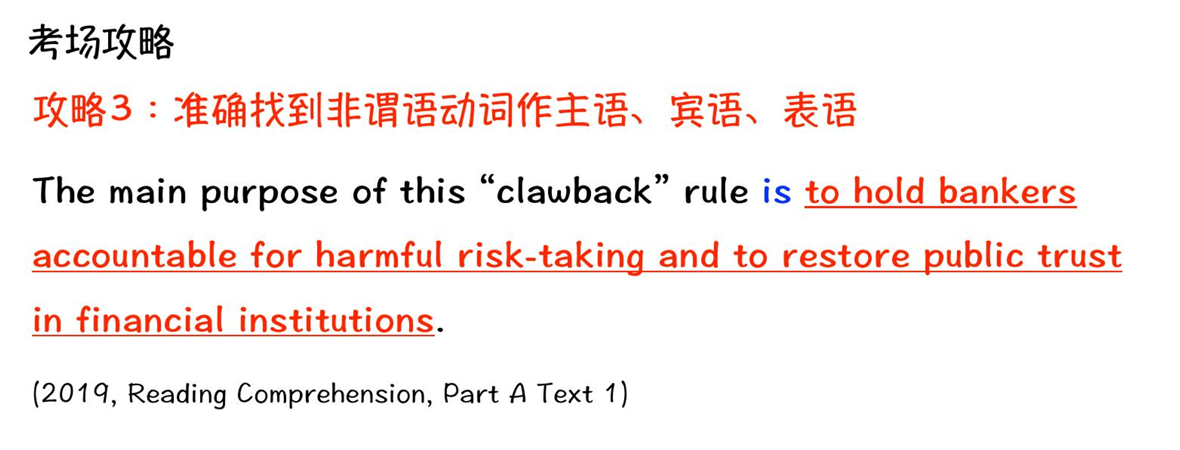 考场攻略
攻略3：准确找到非谓语动词作主语、宾语、表语
The main purpose of this “clawback” rule is to hold bankers
accountable for harmful risk-taking and to restore public trust
in financial institutions.
(2019, Reading Comprehension, Part A Text 1)